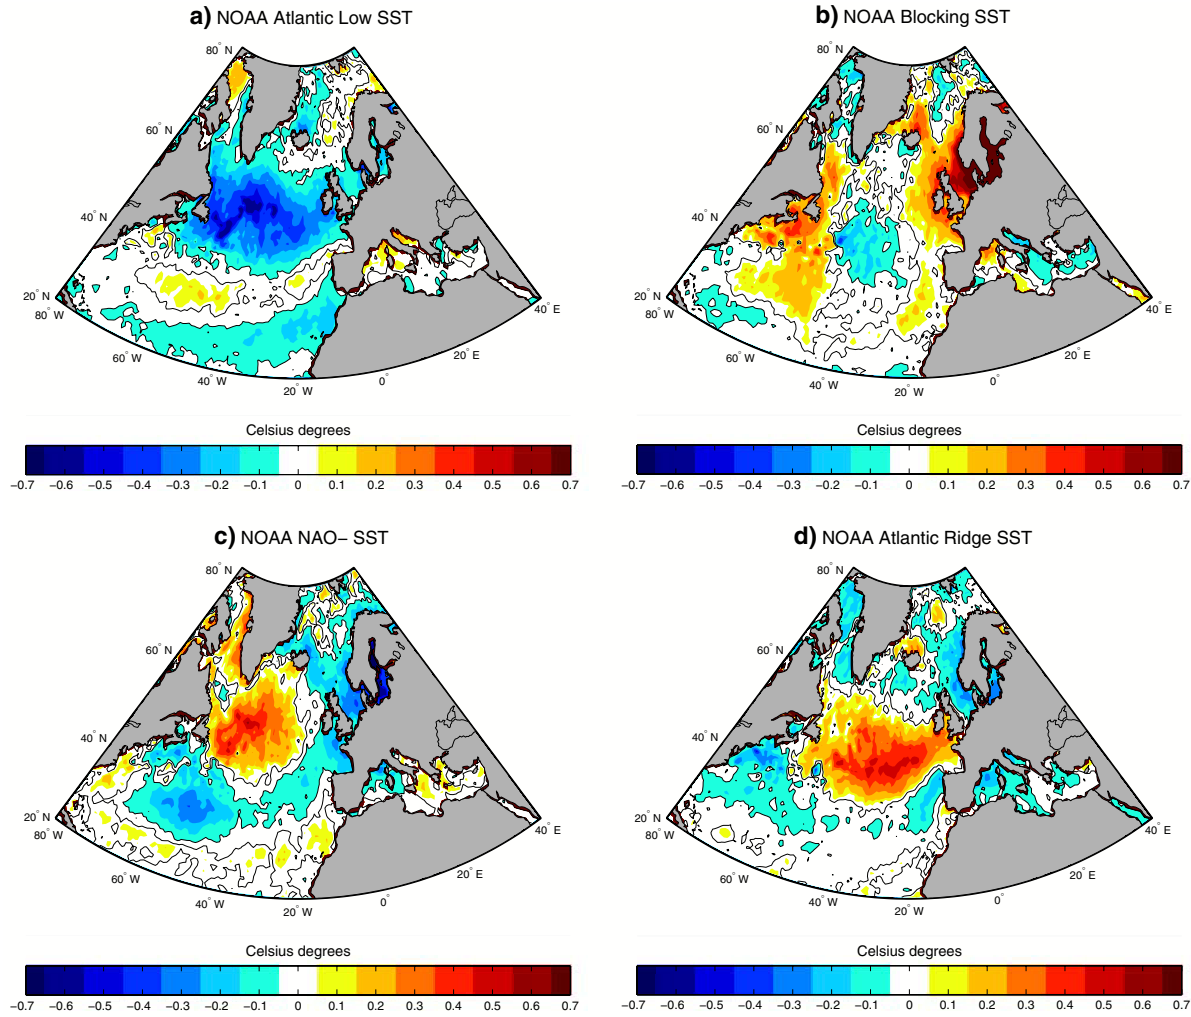 a) NOAA Atlantic Low SST
80° N
60° N
40° N
20° N
80° W
60° W
40° W
20° W
0°
20° E
40° E
Celsius degrees
−0.7 −0.6 −0.5 −0.4 −0.3 −0.2 −0.1 0 0.1 0.2 0.3 0.4 0.5 0.6 0.7
b) NOAA Blocking SST
80° N
60° N
40° N
20° N
80° W
60° W
40° W
20° W
0°
20° E
40° E
Celsius degrees
−0.7 −0.6 −0.5 −0.4 −0.3 −0.2 −0.1 0 0.1 0.2 0.3 0.4 0.5 0.6 0.7
c) NOAA NAO− SST
80° N
60° N
40° N
20° N
80° W
60° W
40° W
20° W
0°
20° E
40° E
Celsius degrees
−0.7 −0.6 −0.5 −0.4 −0.3 −0.2 −0.1 0 0.1 0.2 0.3 0.4 0.5 0.6 0.7
d) NOAA Atlantic Ridge SST
80° N
60° N
40° N
20° N
80° W
60° W
40° W
20° W
0°
20° E
40° E
Celsius degrees
−0.7 −0.6 −0.5 −0.4 −0.3 −0.2 −0.1 0 0.1 0.2 0.3 0.4 0.5 0.6 0.7